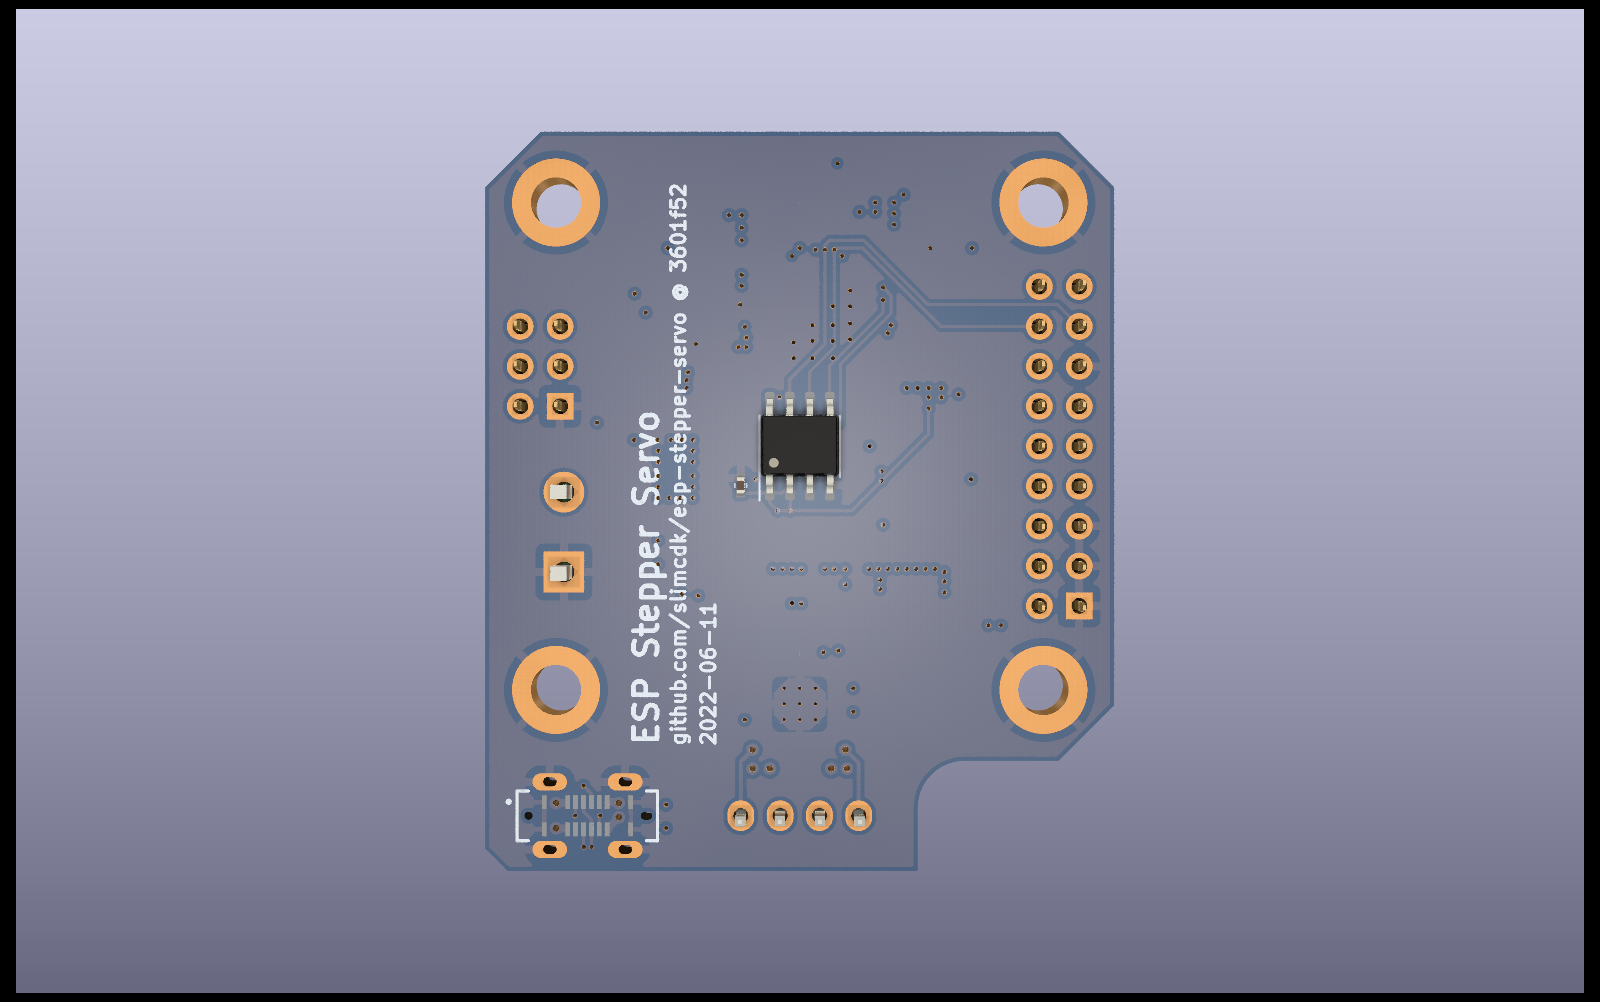 ESP Stepper Servo
github.com/slimcdk/esp-stepper-servo @ 3601f52
2022-06-11